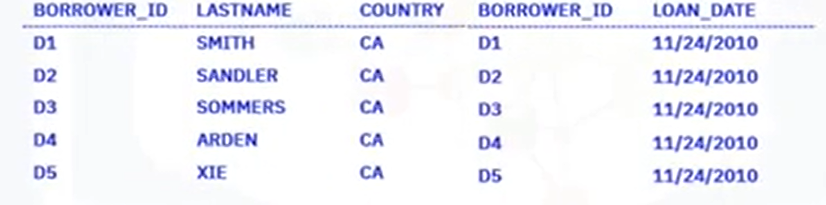 BORROWER_ID LASTNAME COUNTRY BORROWER_ID LOAN_DATE
D1 SMITH CA D1 11/24/2010
D2 SANDLER CA D2 11/24/2010
D3 SOMMERS CA D3 11/24/2010
D4 ARDEN CA D4 11/24/2010
D5 XIE CA D5 11/24/2010